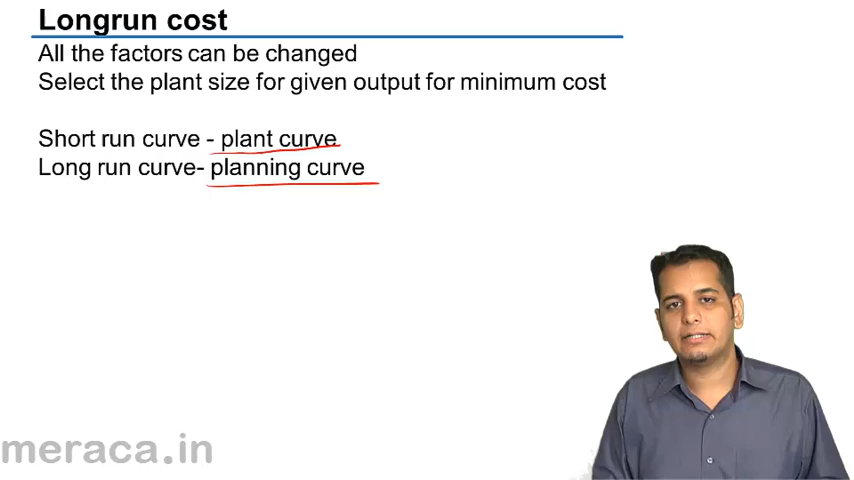 Longrun cost
All the factors can be changed
Select the plant size for given output for minimum cost
Short run curve - plant curve
Long run curve- planning curve
meraca.in